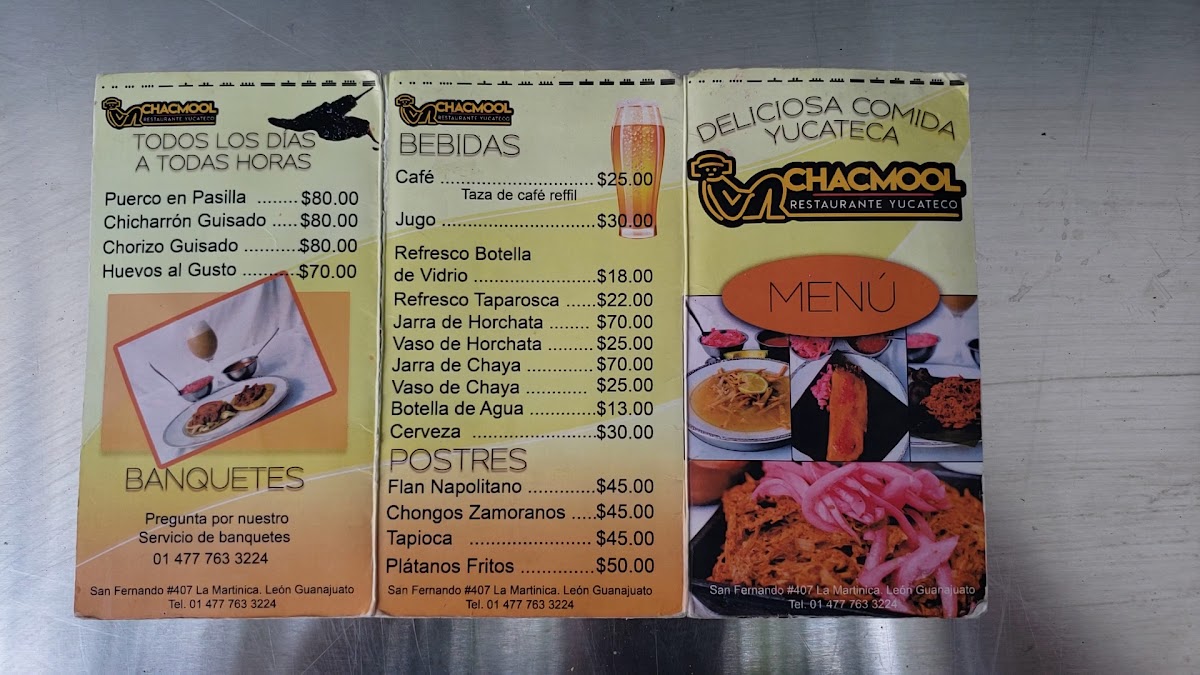 CHACMOOL
RESTAURANTE YUCATECO
TODOS LOS DÍAS
A TODAS HORAS
Puerco en Pasilla ........$80.00
Chicharrón Guisado .....$80.00
Chorizo Guisado ..........$80.00
Huevos al Gusto ..........$70.00
BANQUETES
Pregunta por nuestro
Servicio de banquetes
01 477 763 3224
San Fernando #407 La Martinica. León Guanajuato
Tel. 01 477 763 3224
CHACMOOL
RESTAURANTE YUCATECO
BEBIDAS
Café ............................$25.00
Taza de café reffil
Jugo ............................$30.00
Refresco Botella
de Vidrio ......................$18.00
Refresco Taparosca ......$22.00
Jarra de Horchata ........ $70.00
Vaso de Horchata .........$25.00
Jarra de Chaya ............$70.00
Vaso de Chaya ........... $25.00
Botella de Agua ............$13.00
Cerveza ......................$30.00
POSTRES
Flan Napolitano ............$45.00
Chongos Zamoranos .....$45.00
Tapioca ......................$45.00
Plátanos Fritos .............$50.00
San Fernando #407 La Martinica. León Guanajuato
Tel. 01 477 763 3224
DELICIOSA COMIDA
YUCATECA
CHACMOOL
RESTAURANTE YUCATECO
MENÚ
San Fernando #407 La Martinica. León Guanajuato
Tel. 01 477 763 3224